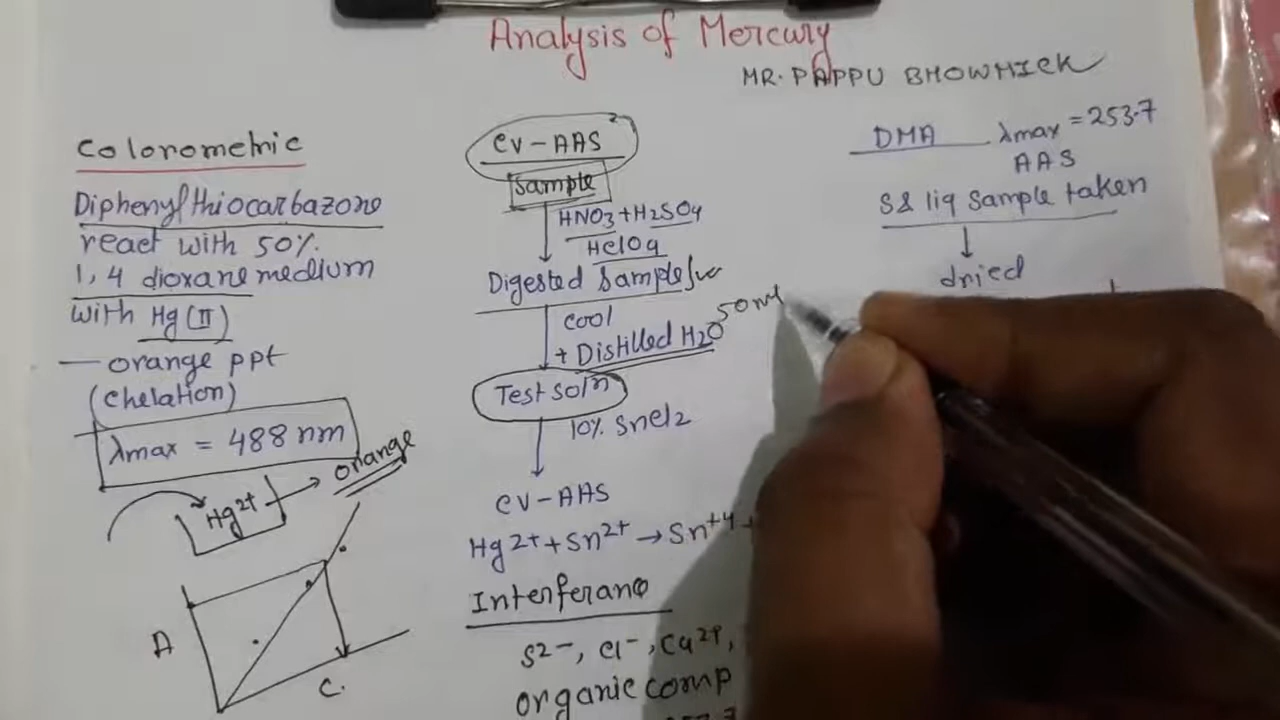 Analysis of Mercury
MR. PAPPU BHOWMICK
Colorometric
Diphenylthiocarbazone
react with 50%.
1,4 dioxane medium
with Hg(II)
— orange ppt
(chelation)
λmax = 488 nm
Hg2+ → orange
A
C.
CV-AAS
Sample
HNO3+H2SO4
HClO4
Digested Sample
cool
+ Distilled H2O 50ml
Test soln
10% SnCl2
CV-AAS
Hg2+ + Sn2+ → Sn+4 +
Interferanc
S2-, Cl-, Cu2+,
organic comp
DMA λmax = 253.7
AAS
S & liq Sample taken
dried